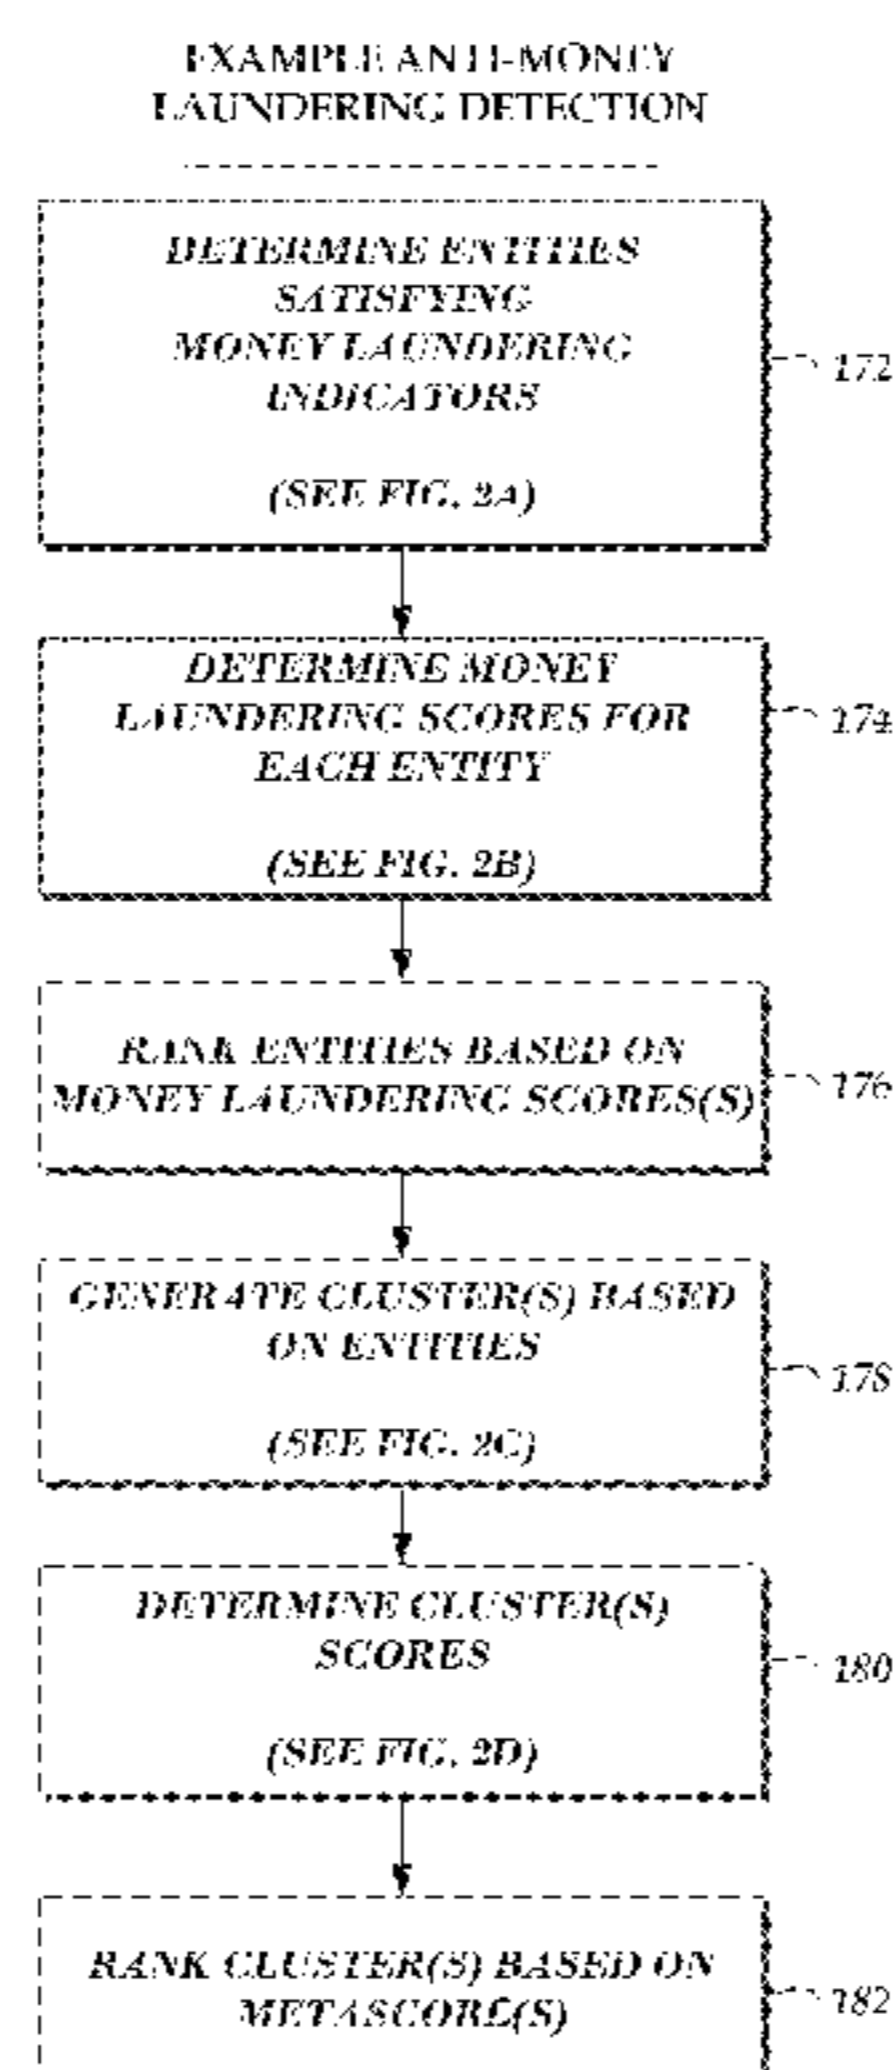 EXAMPLE ANTI-MONEY
LAUNDERING DETECTION
DETERMINE ENTITIES
SATISFYING
MONEY LAUNDERING
INDICATORS
(SEE FIG. 2A)
172
DETERMINE MONEY
LAUNDERING SCORES FOR
EACH ENTITY
(SEE FIG. 2B)
174
RANK ENTITIES BASED ON
MONEY LAUNDERING SCORES(S)
176
GENERATE CLUSTER(S) BASED
ON ENTITIES
(SEE FIG. 2C)
178
DETERMINE CLUSTER(S)
SCORES
(SEE FIG. 2D)
180
RANK CLUSTER(S) BASED ON
METASCORE(S)
182